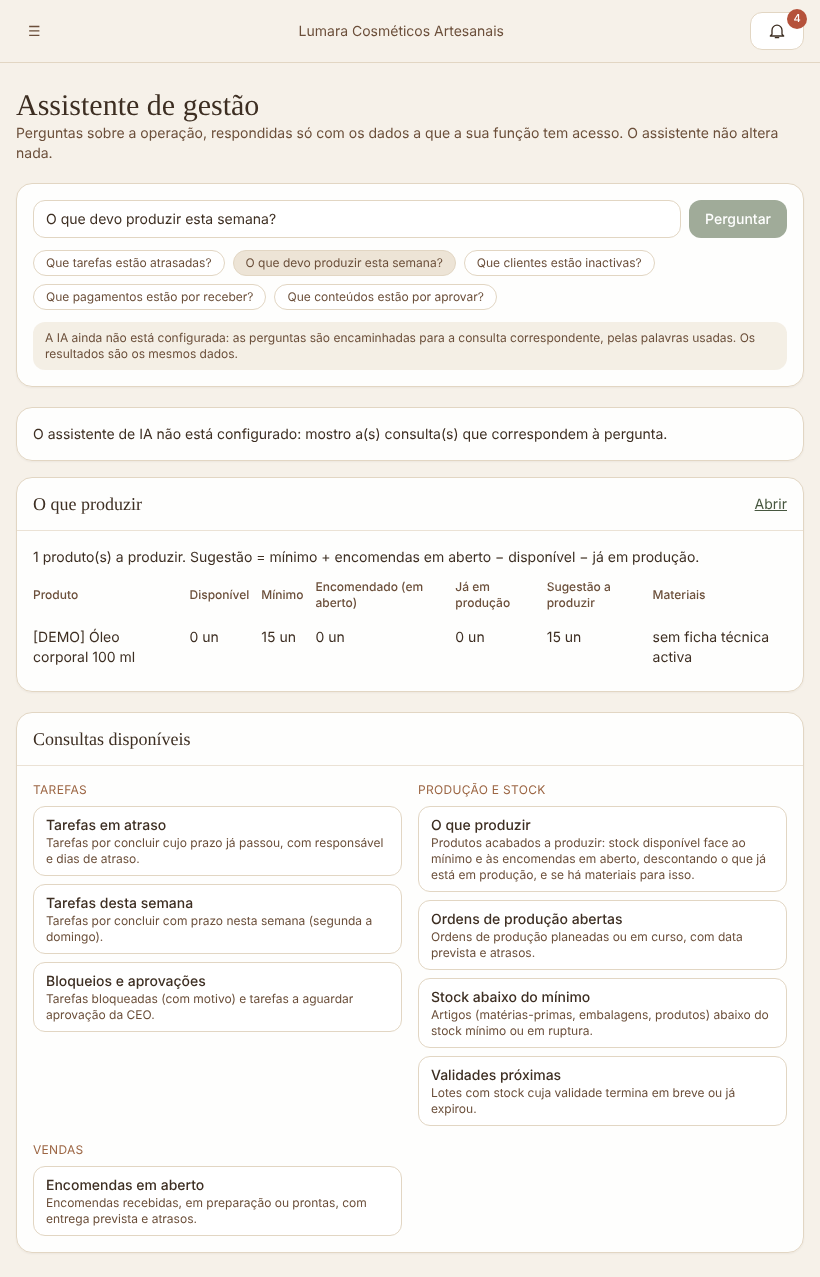 ☰
Lumara Cosméticos Artesanais
4
Assistente de gestão
Perguntas sobre a operação, respondidas só com os dados a que a sua função tem acesso. O assistente não altera
nada.
O que devo produzir esta semana?
Perguntar
Que tarefas estão atrasadas?
O que devo produzir esta semana?
Que clientes estão inactivas?
Que pagamentos estão por receber?
Que conteúdos estão por aprovar?
A IA ainda não está configurada: as perguntas são encaminhadas para a consulta correspondente, pelas palavras usadas. Os
resultados são os mesmos dados.
O assistente de IA não está configurado: mostro a(s) consulta(s) que correspondem à pergunta.
O que produzir
Abrir
1 produto(s) a produzir. Sugestão = mínimo + encomendas em aberto − disponível − já em produção.
Produto
Disponível
Mínimo
Encomendado (em
aberto)
Já em
produção
Sugestão a
produzir
Materiais
[DEMO] Óleo
corporal 100 ml
0 un
15 un
0 un
0 un
15 un
sem ficha técnica
activa
Consultas disponíveis
TAREFAS
Tarefas em atraso
Tarefas por concluir cujo prazo já passou, com responsável
e dias de atraso.
Tarefas desta semana
Tarefas por concluir com prazo nesta semana (segunda a
domingo).
Bloqueios e aprovações
Tarefas bloqueadas (com motivo) e tarefas a aguardar
aprovação da CEO.
PRODUÇÃO E STOCK
O que produzir
Produtos acabados a produzir: stock disponível face ao
mínimo e às encomendas em aberto, descontando o que já
está em produção, e se há materiais para isso.
Ordens de produção abertas
Ordens de produção planeadas ou em curso, com data
prevista e atrasos.
Stock abaixo do mínimo
Artigos (matérias-primas, embalagens, produtos) abaixo do
stock mínimo ou em ruptura.
Validades próximas
Lotes com stock cuja validade termina em breve ou já
expirou.
VENDAS
Encomendas em aberto
Encomendas recebidas, em preparação ou prontas, com
entrega prevista e atrasos.